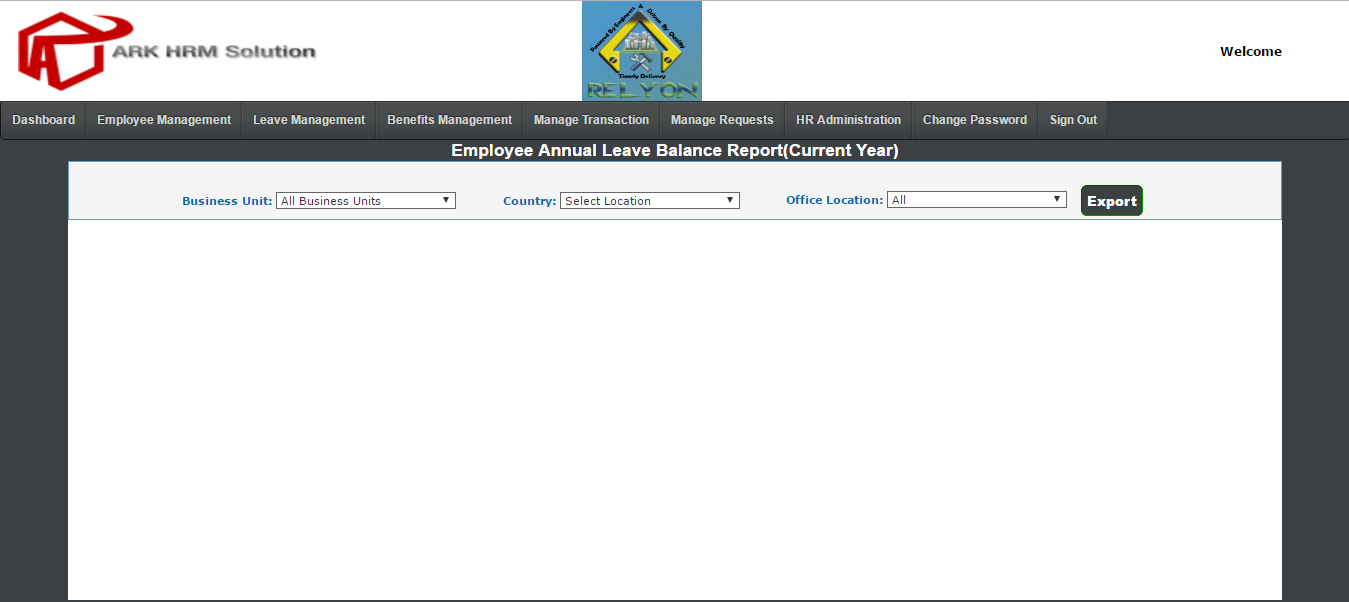 ARK HRM Solution
Powered By Engineers & Driven By Quality
Timely Delivery
RELYON
Welcome
Dashboard Employee Management Leave Management Benefits Management Manage Transaction Manage Requests HR Administration Change Password Sign Out
Employee Annual Leave Balance Report(Current Year)
Business Unit: All Business Units Country: Select Location Office Location: All Export